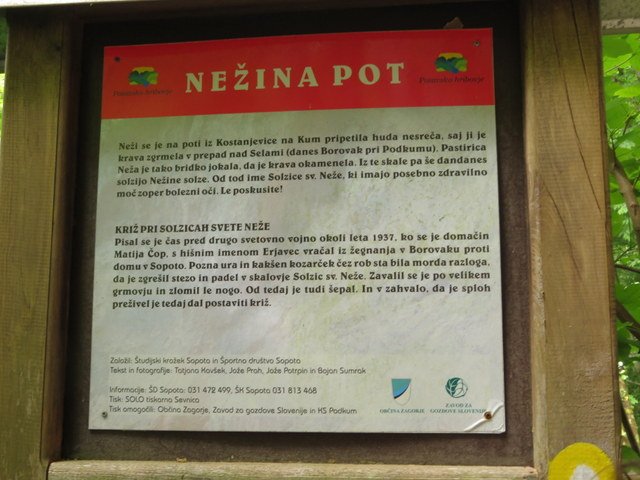 Posavsko hribovje
NEŽINA POT
Posavsko hribovje
Neži se je na poti iz Kostanjevice na Kum pripetila huda nesreča, saj ji je
krava zgrmela v prepad nad Selami (danes Borovak pri Podkumu). Pastirica
Neža je tako bridko jokala, da je krava okamenela. Iz te skale pa še dandanes
solzijo Nežine solze. Od tod ime Solzice sv. Neže, ki imajo posebno zdravilno
moč zoper bolezni oči. Le poskusite!
KRIŽ PRI SOLZICAH SVETE NEŽE
Pisal se je čas pred drugo svetovno vojno okoli leta 1937, ko se je domačin
Matija Čop, s hišnim imenom Erjavec vračal iz žegnanja v Borovaku proti
domu v Sopoto. Pozna ura in kakšen kozarček čez rob sta bila morda razloga,
da je zgrešil stezo in padel v skalovje Solzic sv. Neže. Zavalil se je po velikem
grmovju in zlomil le nogo. Od tedaj je tudi šepal. In v zahvalo, da je sploh
preživel je tedaj dal postaviti križ.
Založil: Študijski krožek Sopota in Športno društvo Sopota
Tekst in fotografije: Tatjana Kovšek, Jože Prah, Jože Potrpin in Bojan Sumrak
Informacije: ŠD Sopota: 031 472 499, ŠK Sopota 031 813 468
Tisk: SOLO tiskarna Sevnica
Tisk omogočili: Občina Zagorje, Zavod za gozdove Slovenije in KS Podkum
OBČINA ZAGORJE
ZAVOD ZA
GOZDOVE SLOVENIJE